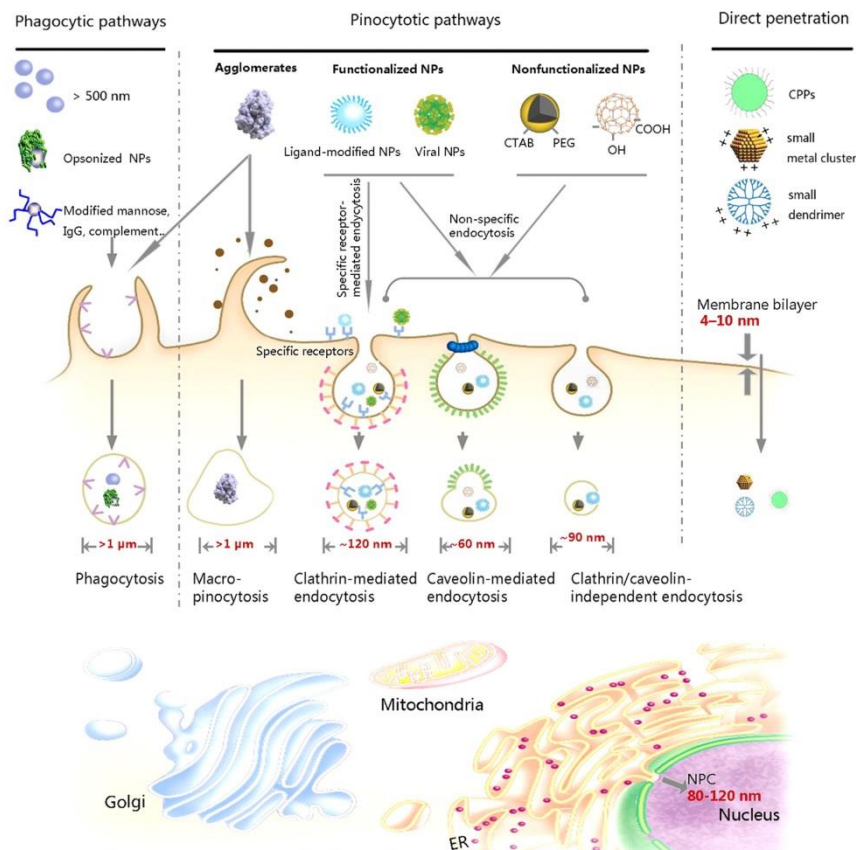 Phagocytic pathways
Pinocytotic pathways
Direct penetration
> 500 nm
Opsonized NPs
Modified mannose,
IgG, complement..
Agglomerates
Functionalized NPs
Nonfunctionalized NPs
Ligand-modified NPs
Viral NPs
CTAB
PEG
OH
COOH
CPPs
small
metal cluster
small
dendrimer
Specific receptor-
mediated endycytosis
Non-specific
endocytosis
Membrane bilayer
4–10 nm
Specific receptors
>1 μm
>1 μm
~120 nm
~60 nm
~90 nm
Phagocytosis
Macro-
pinocytosis
Clathrin-mediated
endocytosis
Caveolin-mediated
endocytosis
Clathrin/caveolin-
independent endocytosis
Mitochondria
Golgi
ER
NPC
80-120 nm
Nucleus